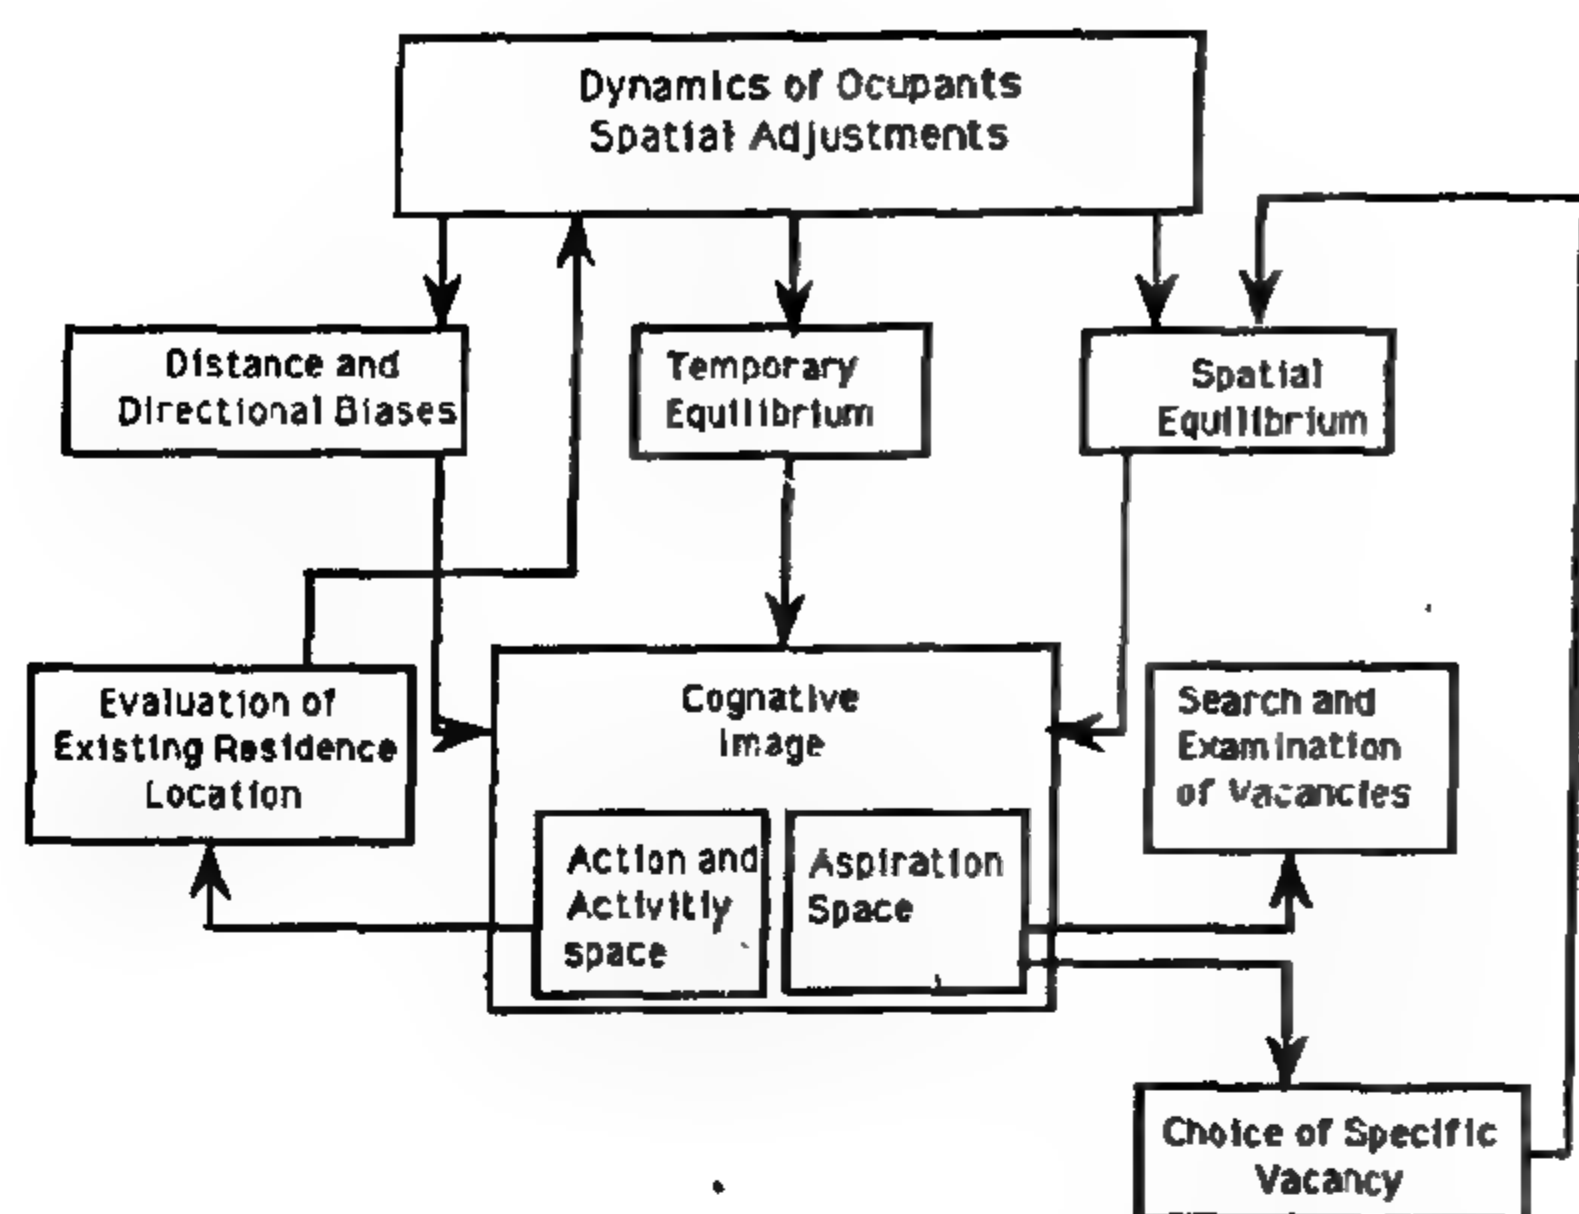 Dynamics of Ocupants
Spatial Adjustments
Distance and
Directional Biases
Temporary
Equilibrium
Spatial
Equilibrium
Evaluation of
Existing Residence
Location
Cognative
Image
Search and
Examination
of Vacancies
Action and
Activitiy
space
Aspiration
Space
Choice of Specific
Vacancy